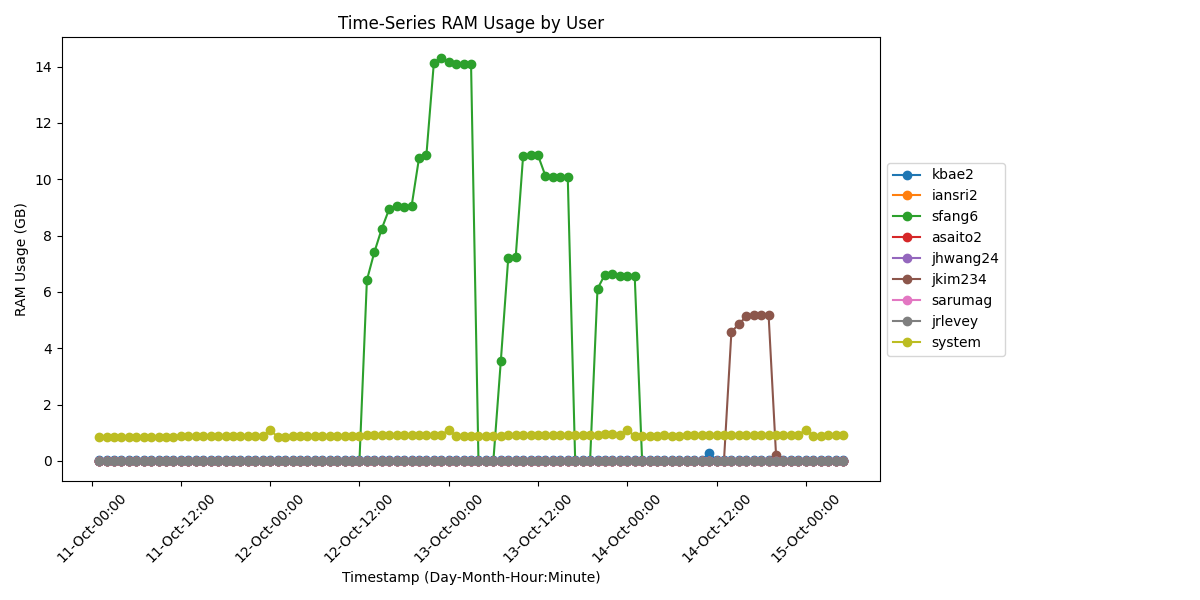 Time-Series RAM Usage by User
RAM Usage (GB)
14
12
10
8
6
4
2
0
11-Oct-00:00
11-Oct-12:00
12-Oct-00:00
12-Oct-12:00
13-Oct-00:00
13-Oct-12:00
14-Oct-00:00
14-Oct-12:00
15-Oct-00:00
Timestamp (Day-Month-Hour:Minute)
kbae2
iansri2
sfang6
asaito2
jhwang24
jkim234
sarumag
jrlevey
system